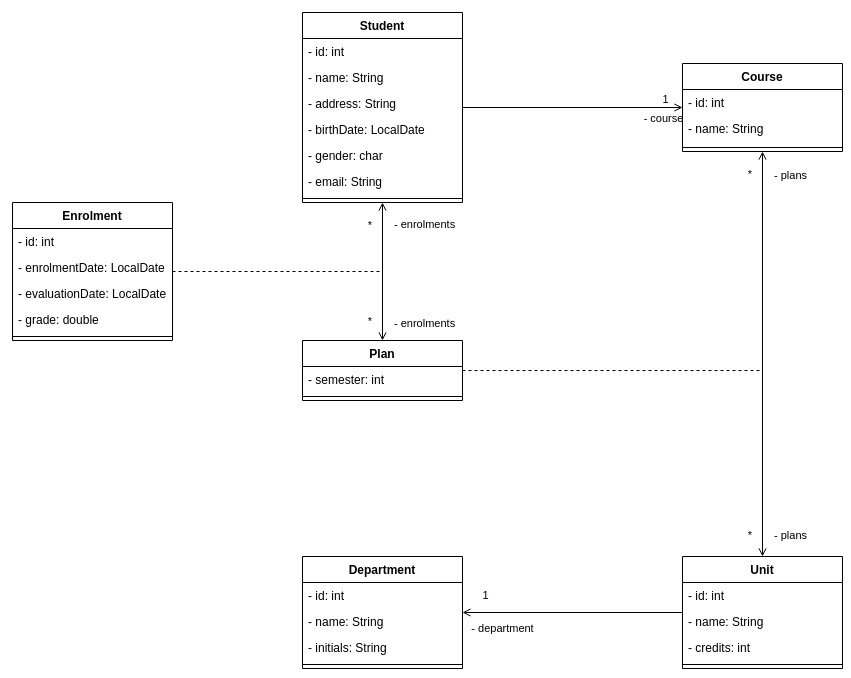 Student
- id: int
- name: String
- address: String
- birthDate: LocalDate
- gender: char
- email: String
1
- course
Course
- id: int
- name: String
* - plans
Enrolment
- id: int
- enrolmentDate: LocalDate
- evaluationDate: LocalDate
- grade: double
* - enrolments
* - enrolments
Plan
- semester: int
* - plans
Department
- id: int
- name: String
- initials: String
1
- department
Unit
- id: int
- name: String
- credits: int